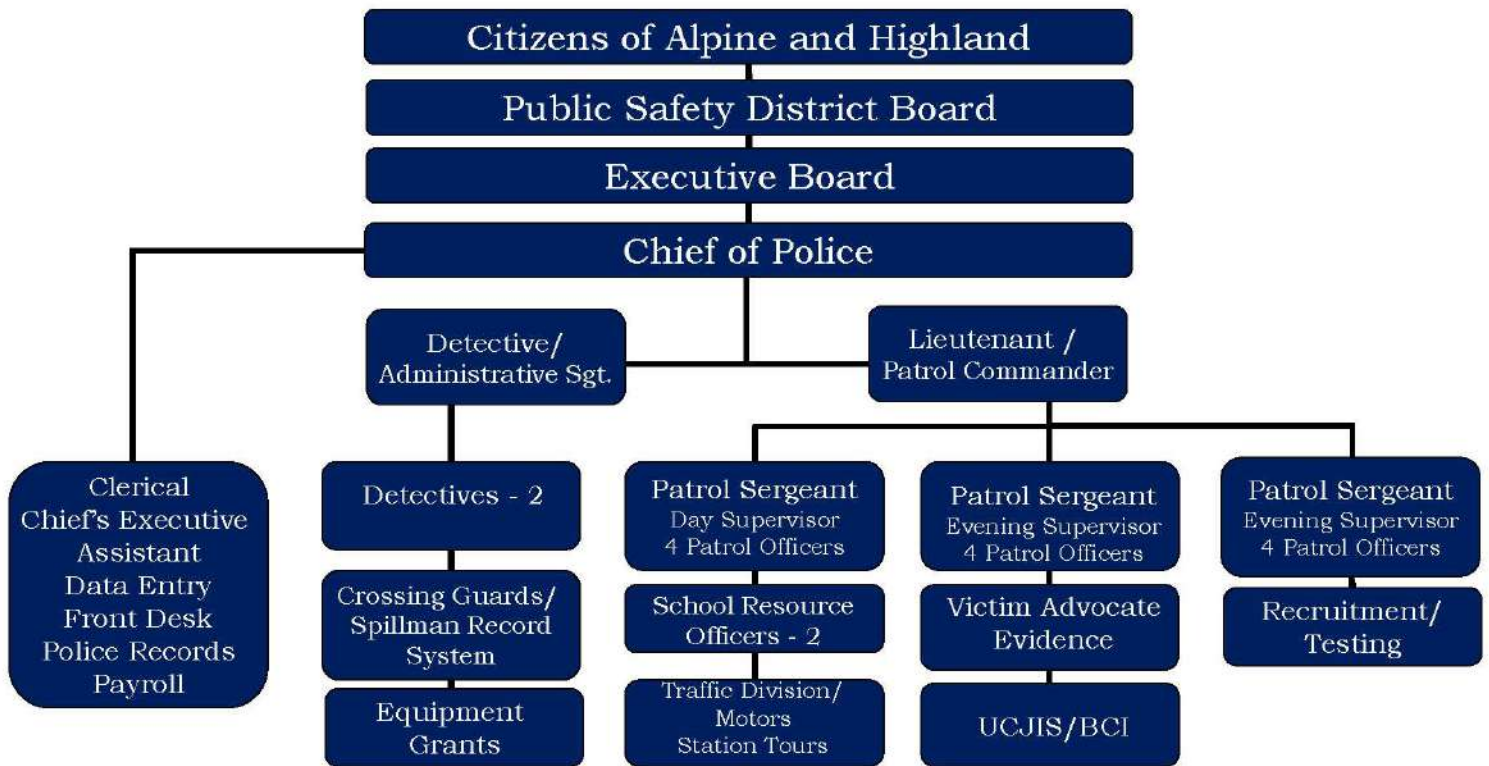 Citizens of Alpine and Highland
Public Safety District Board
Executive Board
Chief of Police
Detective/
Administrative Sgt.
Lieutenant /
Patrol Commander
Clerical
Chief's Executive
Assistant
Data Entry
Front Desk
Police Records
Payroll
Detectives - 2
Crossing Guards/
Spillman Record
System
Equipment
Grants
Patrol Sergeant
Day Supervisor
4 Patrol Officers
School Resource
Officers - 2
Traffic Division/
Motors
Station Tours
Patrol Sergeant
Evening Supervisor
4 Patrol Officers
Victim Advocate
Evidence
UCJIS/BCI
Patrol Sergeant
Evening Supervisor
4 Patrol Officers
Recruitment/
Testing